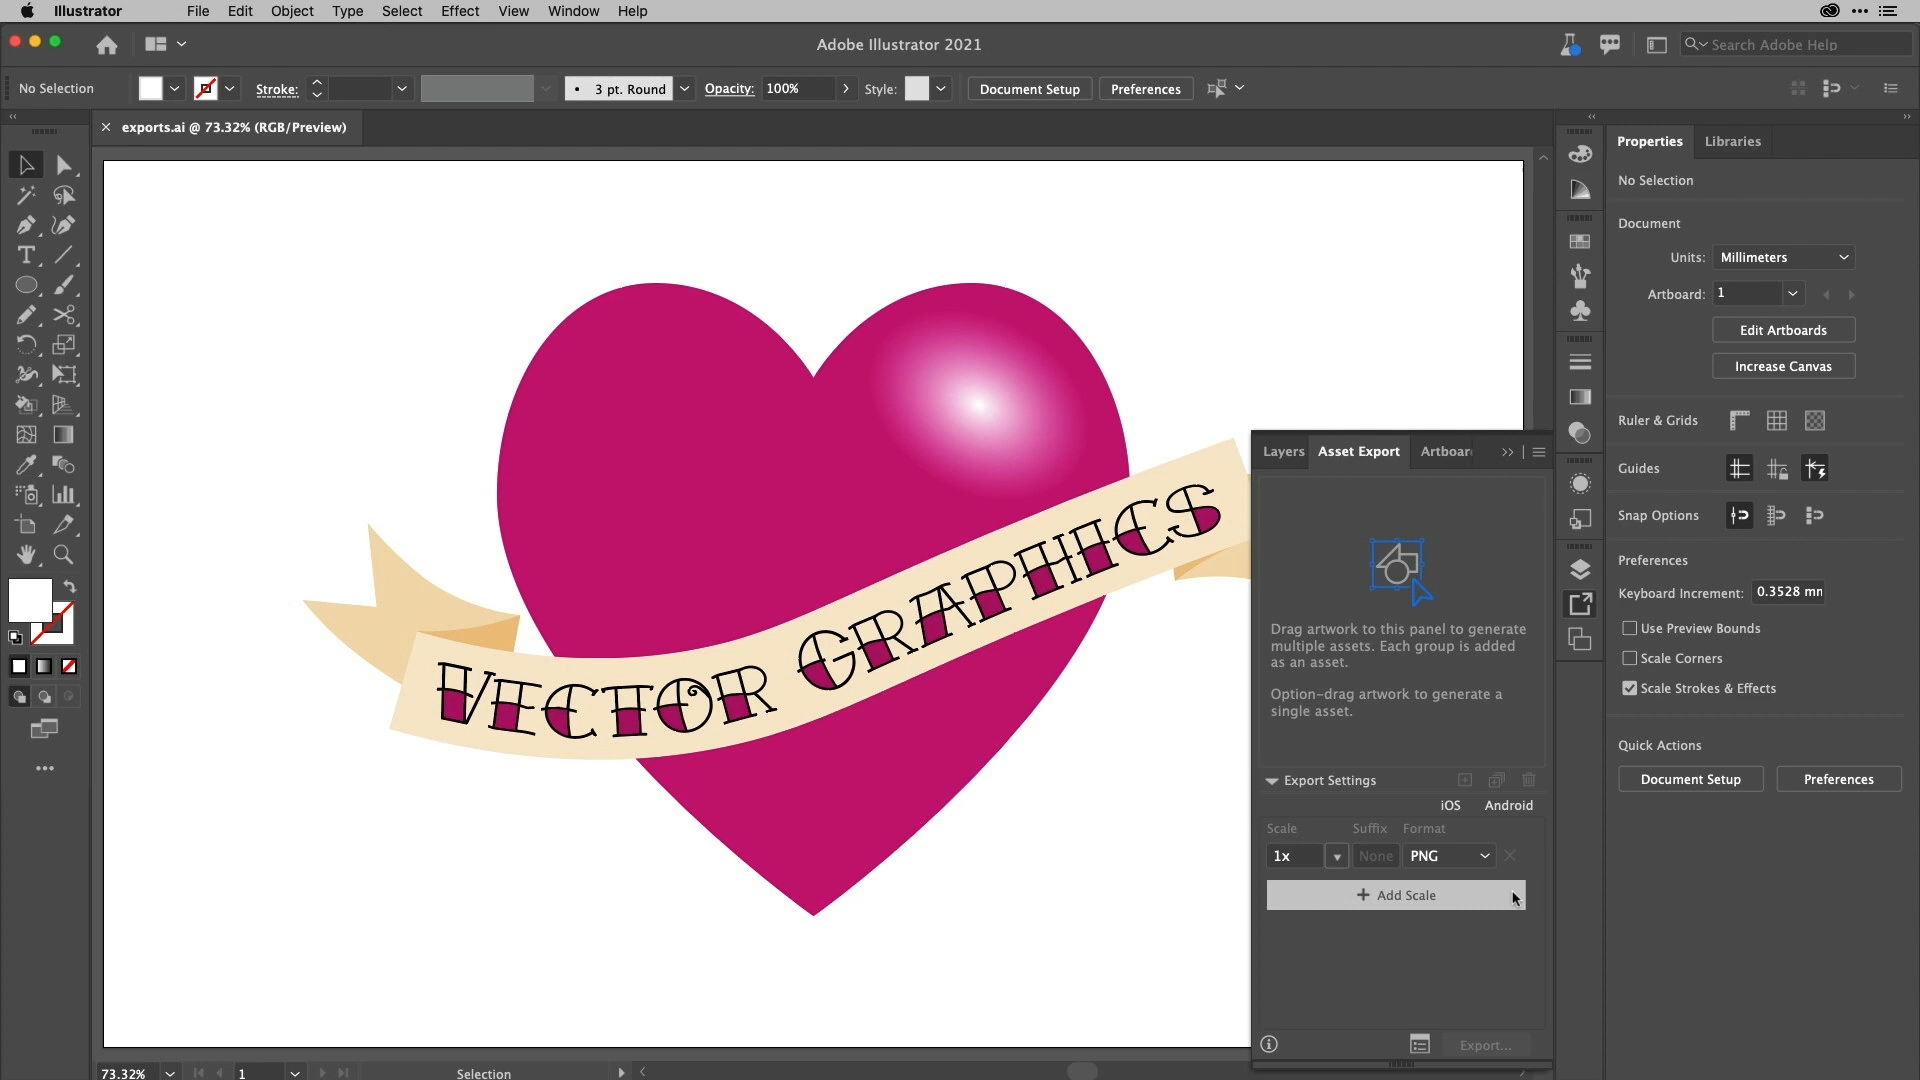 Illustrator File Edit Object Type Select Effect View Window Help
Adobe Illustrator 2021
Search Adobe Help
No Selection
Stroke:
3 pt. Round
Opacity: 100%
Style:
Document Setup
Preferences
× exports.ai @ 73.32% (RGB/Preview)
VECTOR GRAPHICS
Layers Asset Export
Drag artwork to this panel to generate
multiple assets. Each group is added
as an asset.
Option-drag artwork to generate a
single asset.
Export Settings
iOS Android
Scale Suffix Format
1x None PNG
+ Add Scale
Export...
Properties Libraries
No Selection
Document
Units: Millimeters
Artboard: 1
Edit Artboards
Increase Canvas
Ruler & Grids
Guides
Snap Options
Preferences
Keyboard Increment: 0.3528
Use Preview Bounds
Scale Corners
Scale Strokes & Effects
Quick Actions
Document Setup Preferences
73.32% 1 Selection